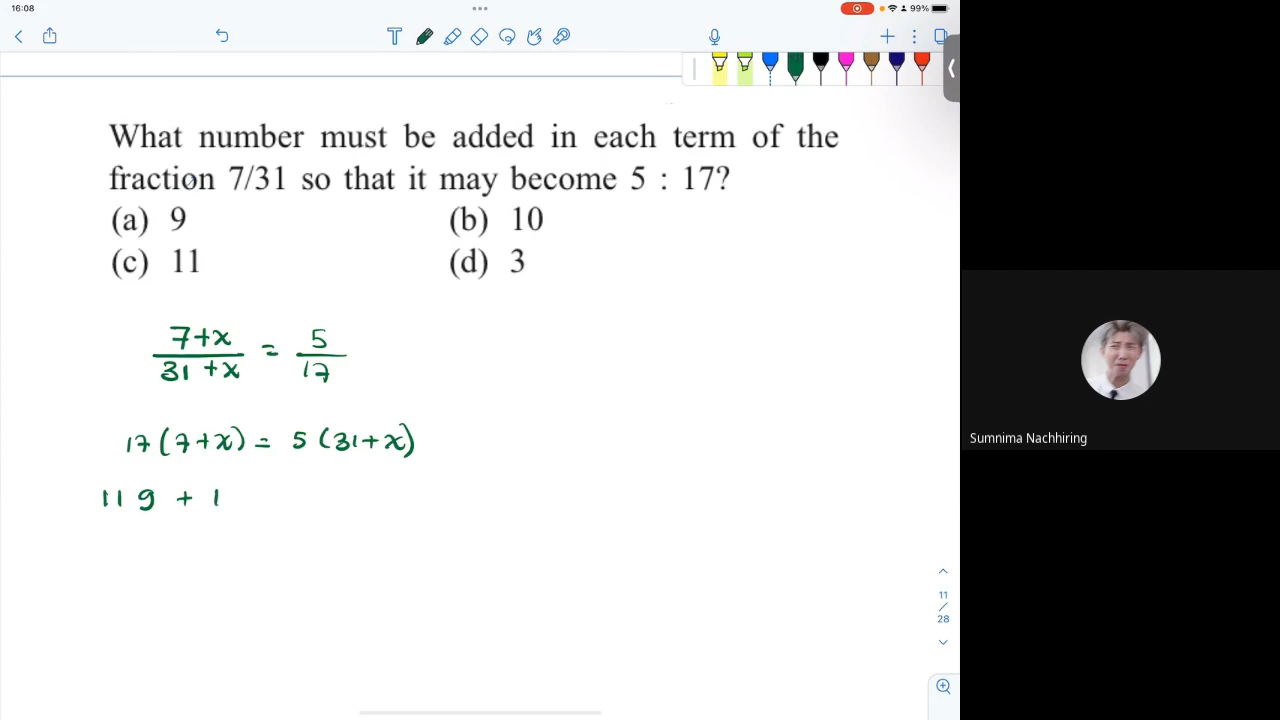 16:08
99%
T
What number must be added in each term of the
fraction 7/31 so that it may become 5 : 17?
(a) 9 (b) 10
(c) 11 (d) 3
7+x / 31+x = 5 / 17
17(7+x) = 5(31+x)
119 + 1
Sumnima Nachhiring
11
/
28